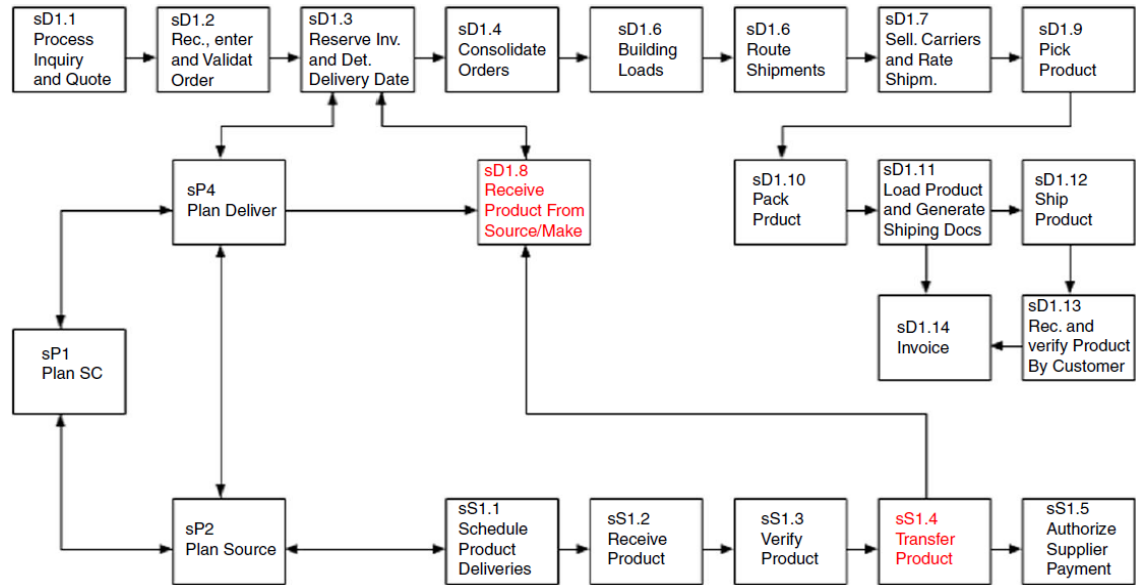 sD1.1
Process
Inquiry
and Quote
sD1.2
Rec., enter
and Validat
Order
sD1.3
Reserve Inv.
and Det.
Delivery Date
sD1.4
Consolidate
Orders
sD1.6
Building
Loads
sD1.6
Route
Shipments
sD1.7
Sell. Carriers
and Rate
Shipm.
sD1.9
Pick
Product
sP4
Plan Deliver
sD1.8
Receive
Product From
Source/Make
sD1.10
Pack
Prduct
sD1.11
Load Product
and Generate
Shiping Docs
sD1.12
Ship
Product
sP1
Plan SC
sD1.14
Invoice
sD1.13
Rec. and
verify Product
By Customer
sP2
Plan Source
sS1.1
Schedule
Product
Deliveries
sS1.2
Receive
Product
sS1.3
Verify
Product
sS1.4
Transfer
Product
sS1.5
Authorize
Supplier
Payment